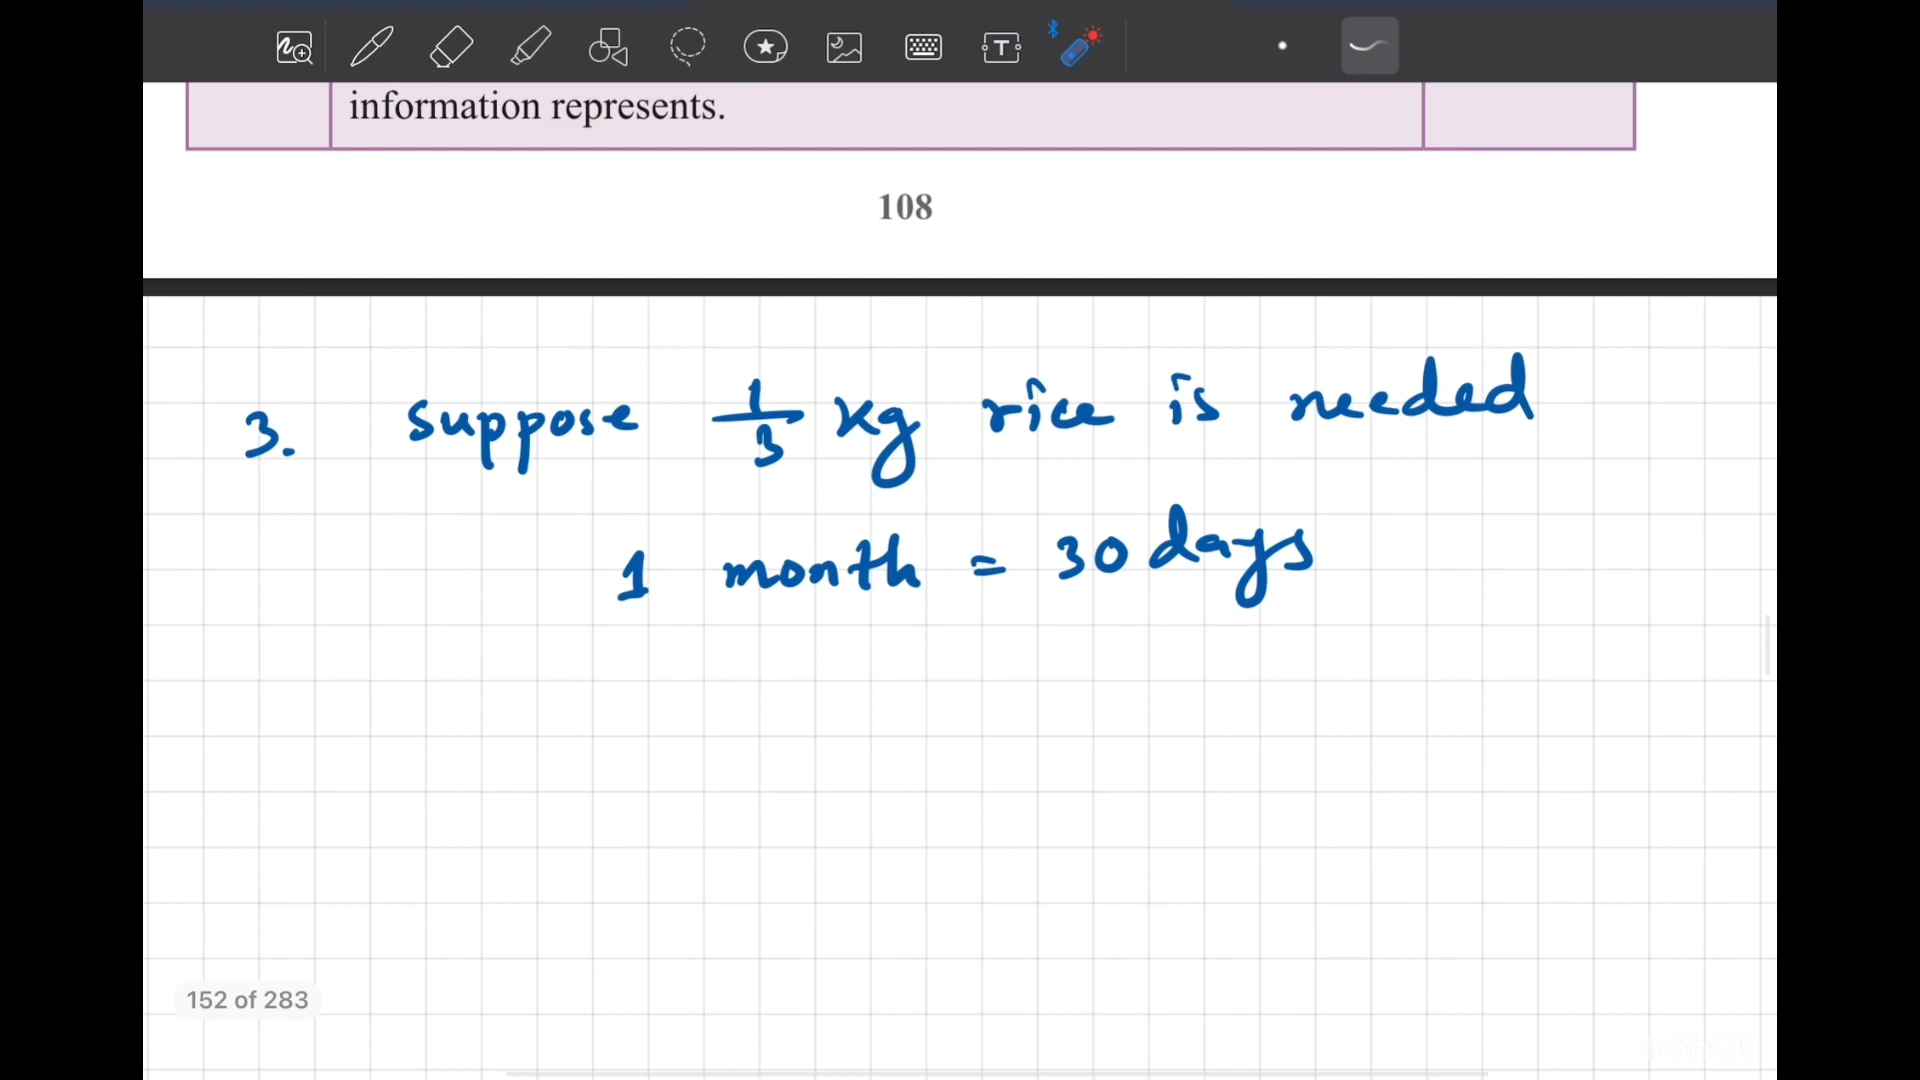 information represents.
108
3. suppose 1/3 kg rice is needed
1 month = 30 days
152 of 283